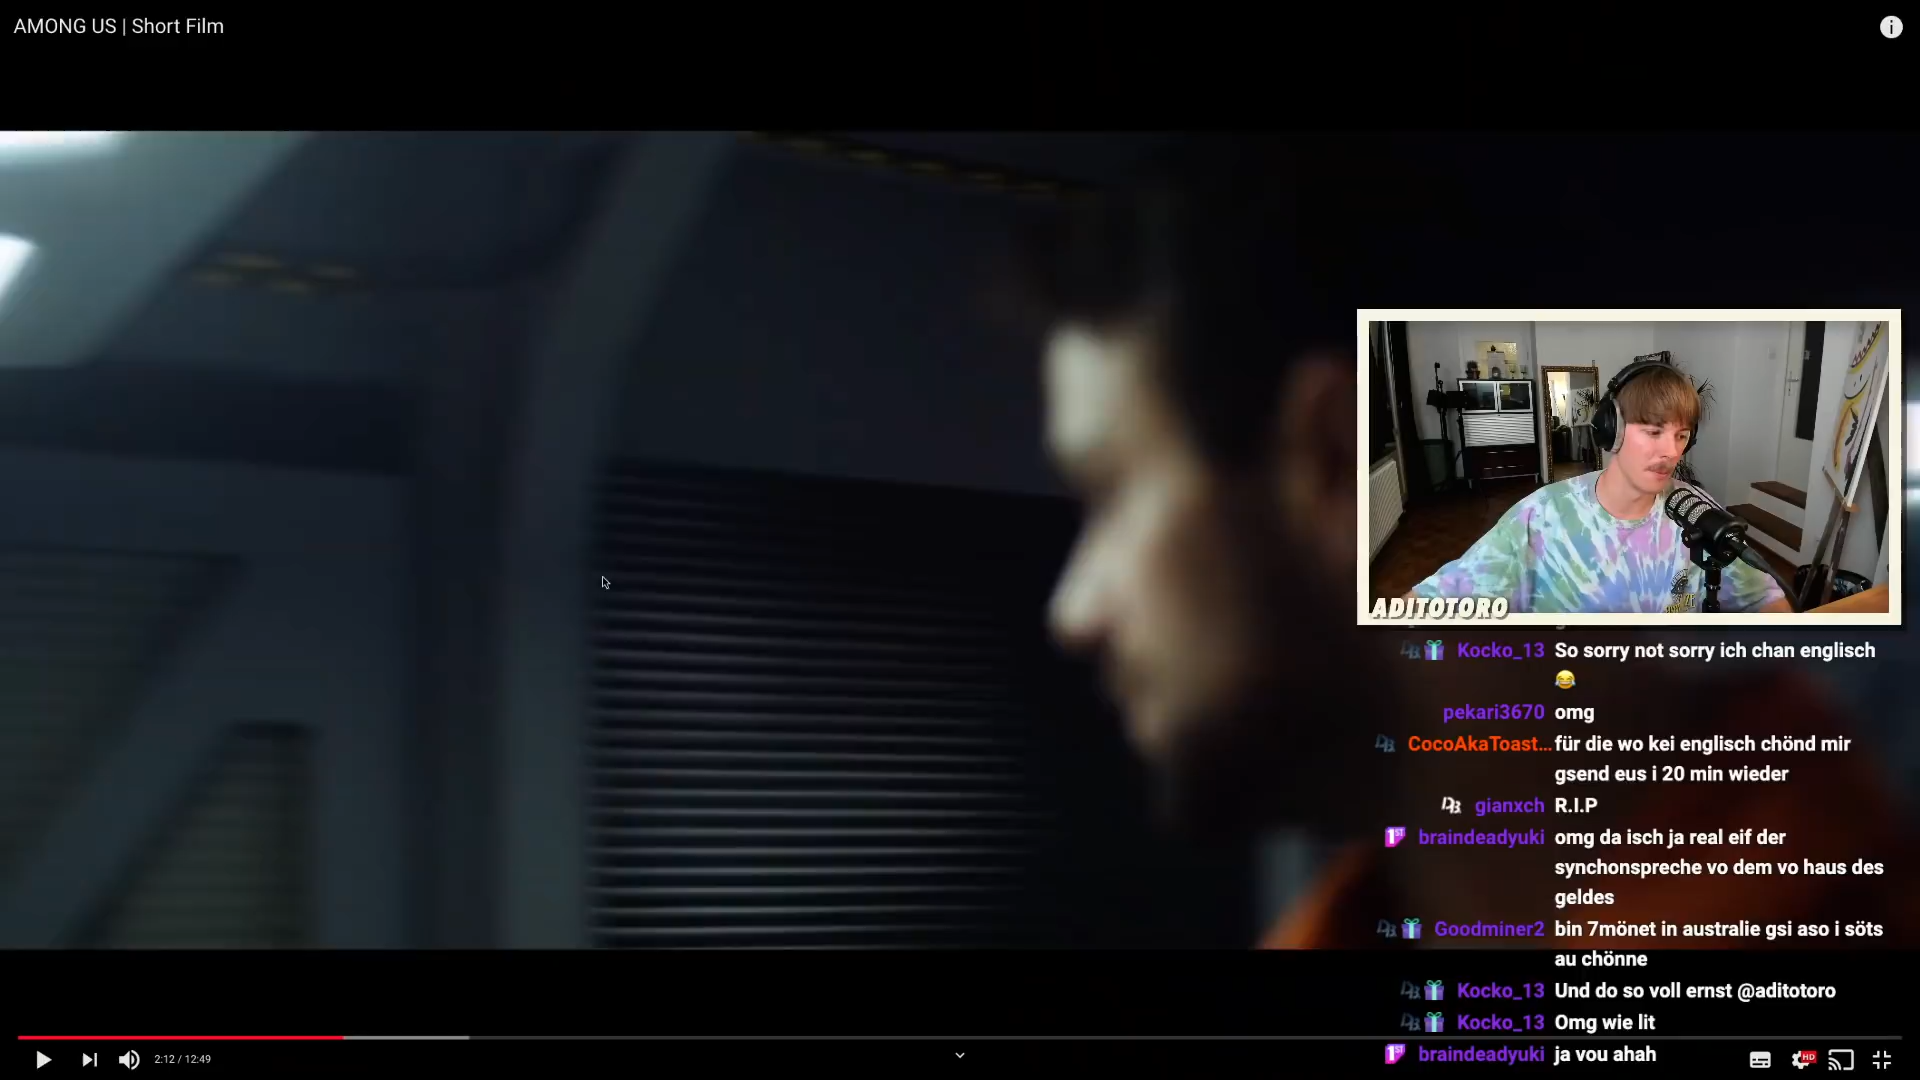 AMONG US | Short Film
ADITOTORO
Kocko_13 So sorry not sorry ich chan englisch
😂
pekari3670 omg
CocoAkaToast... für die wo kei englisch chönd mir
gsend eus i 20 min wieder
gianxch R.I.P
braindeadyuki omg da isch ja real eif der
synchonspreche vo dem vo haus des
geldes
Goodminer2 bin 7mönet in australie gsi aso i söts
au chönne
Kocko_13 Und do so voll ernst @aditotoro
Kocko_13 Omg wie lit
braindeadyuki ja vou ahah
2:12 / 12:49
HD